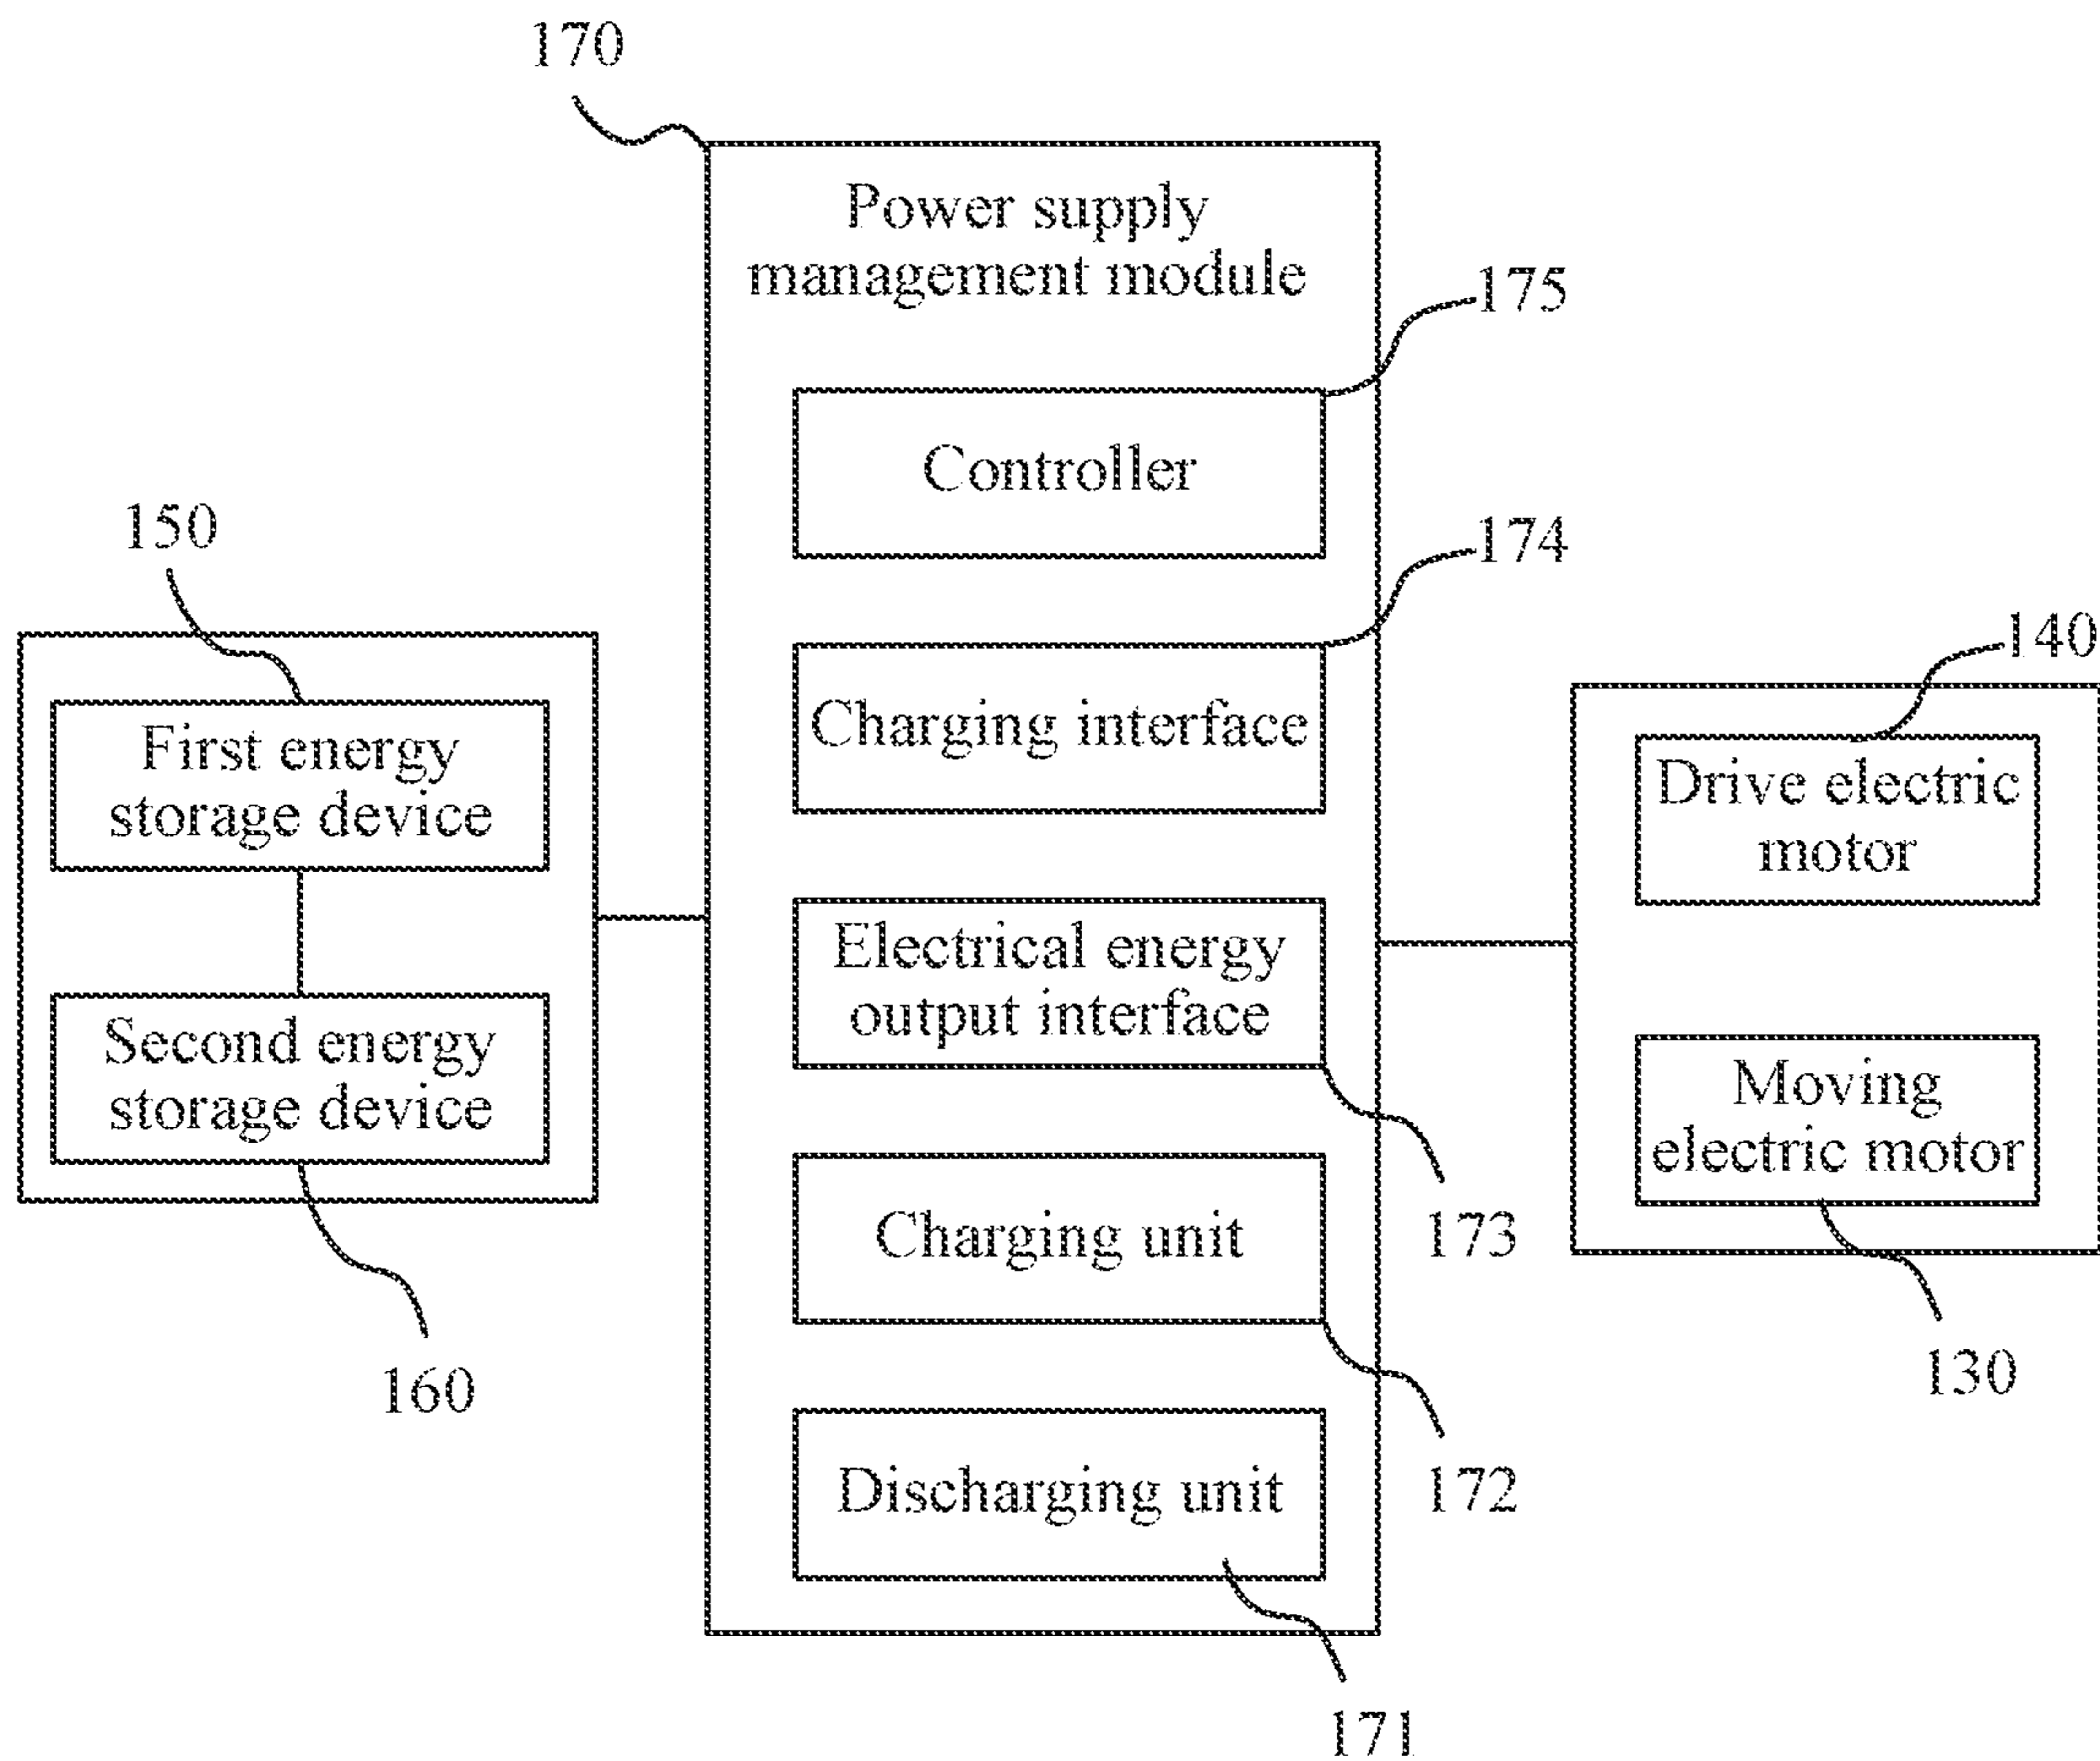 170
Power supply
management module
175
Controller
174
Charging interface
Electrical energy
output interface
173
Charging unit
172
Discharging unit
171
150
First energy
storage device
Second energy
storage device
160
140
Drive electric
motor
Moving
electric motor
130